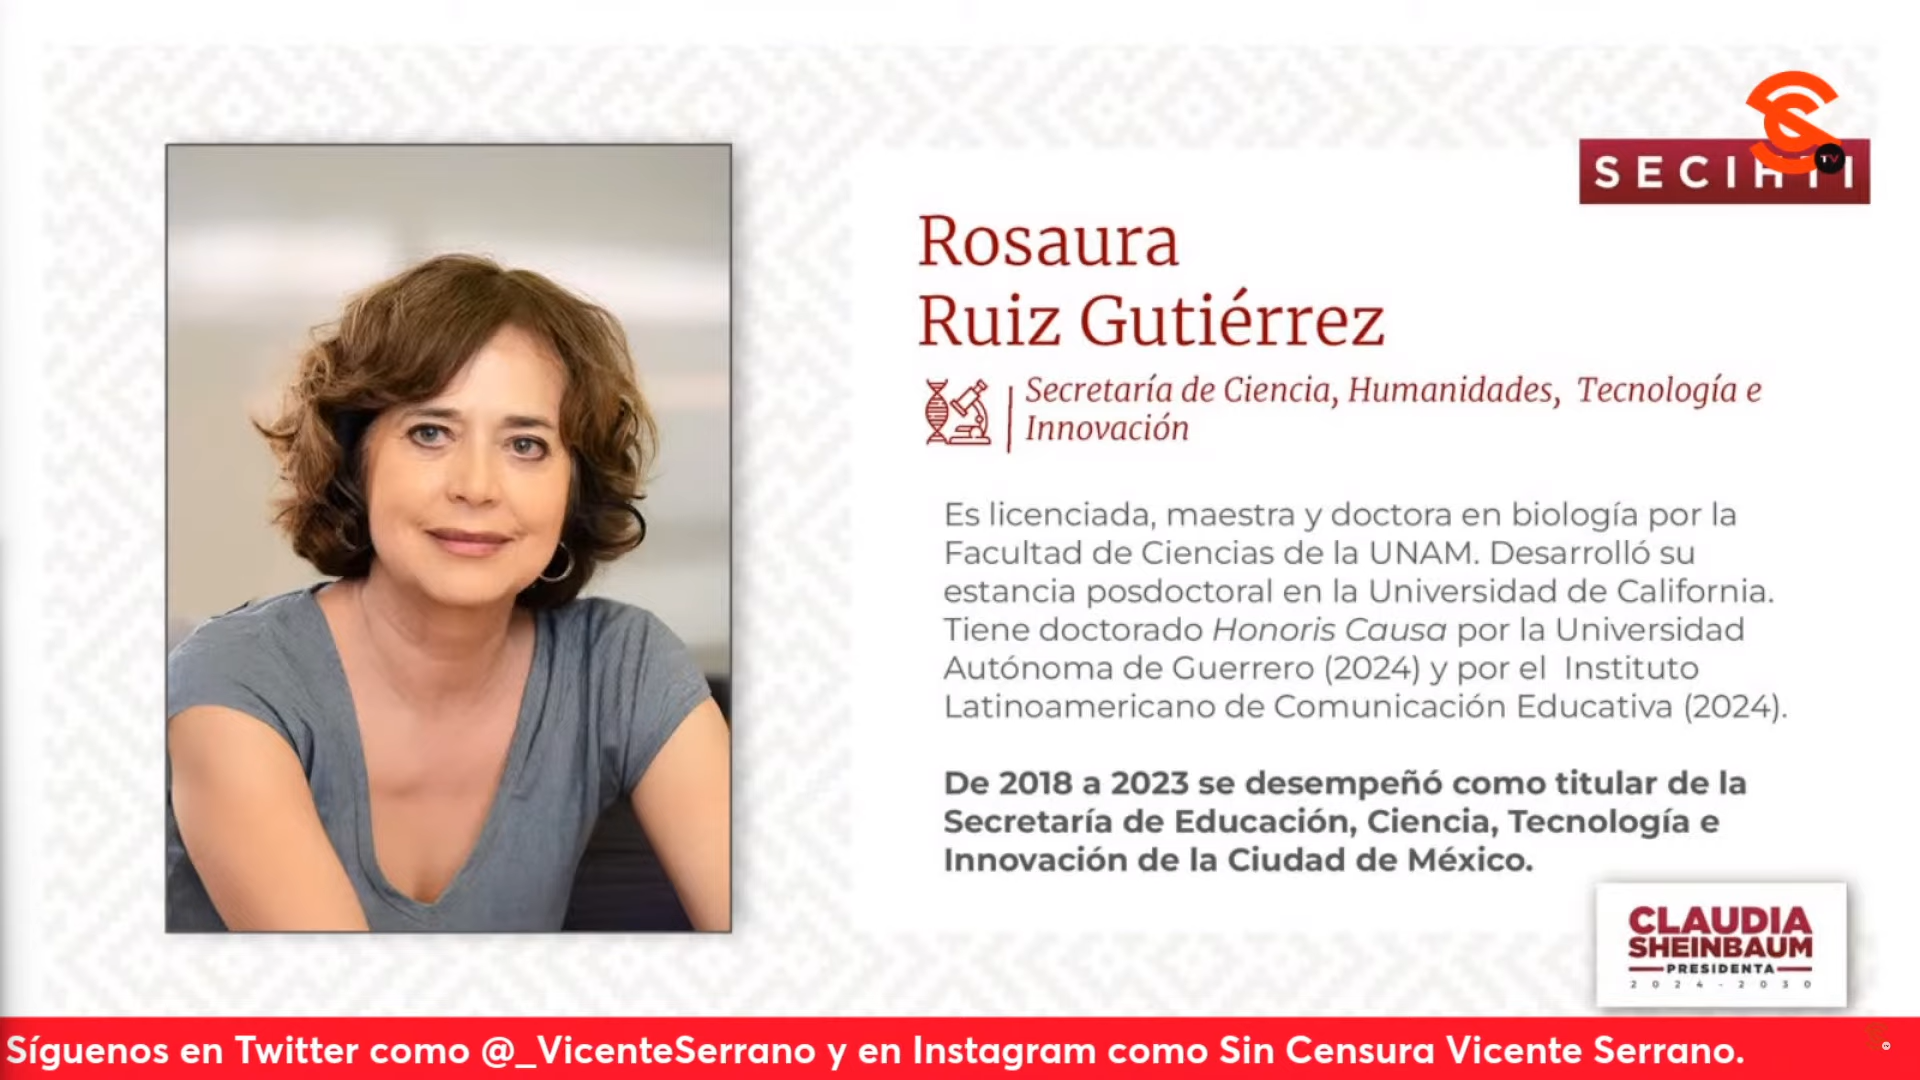 SECIHTI
TV
Rosaura
Ruiz Gutiérrez
Secretaría de Ciencia, Humanidades, Tecnología e
Innovación
Es licenciada, maestra y doctora en biología por la
Facultad de Ciencias de la UNAM. Desarrolló su
estancia posdoctoral en la Universidad de California.
Tiene doctorado Honoris Causa por la Universidad
Autónoma de Guerrero (2024) y por el Instituto
Latinoamericano de Comunicación Educativa (2024).
De 2018 a 2023 se desempeñó como titular de la
Secretaría de Educación, Ciencia, Tecnología e
Innovación de la Ciudad de México.
CLAUDIA
SHEINBAUM
PRESIDENTA
2024-2030
Síguenos en Twitter como @_VicenteSerrano y en Instagram como Sin Censura Vicente Serrano.